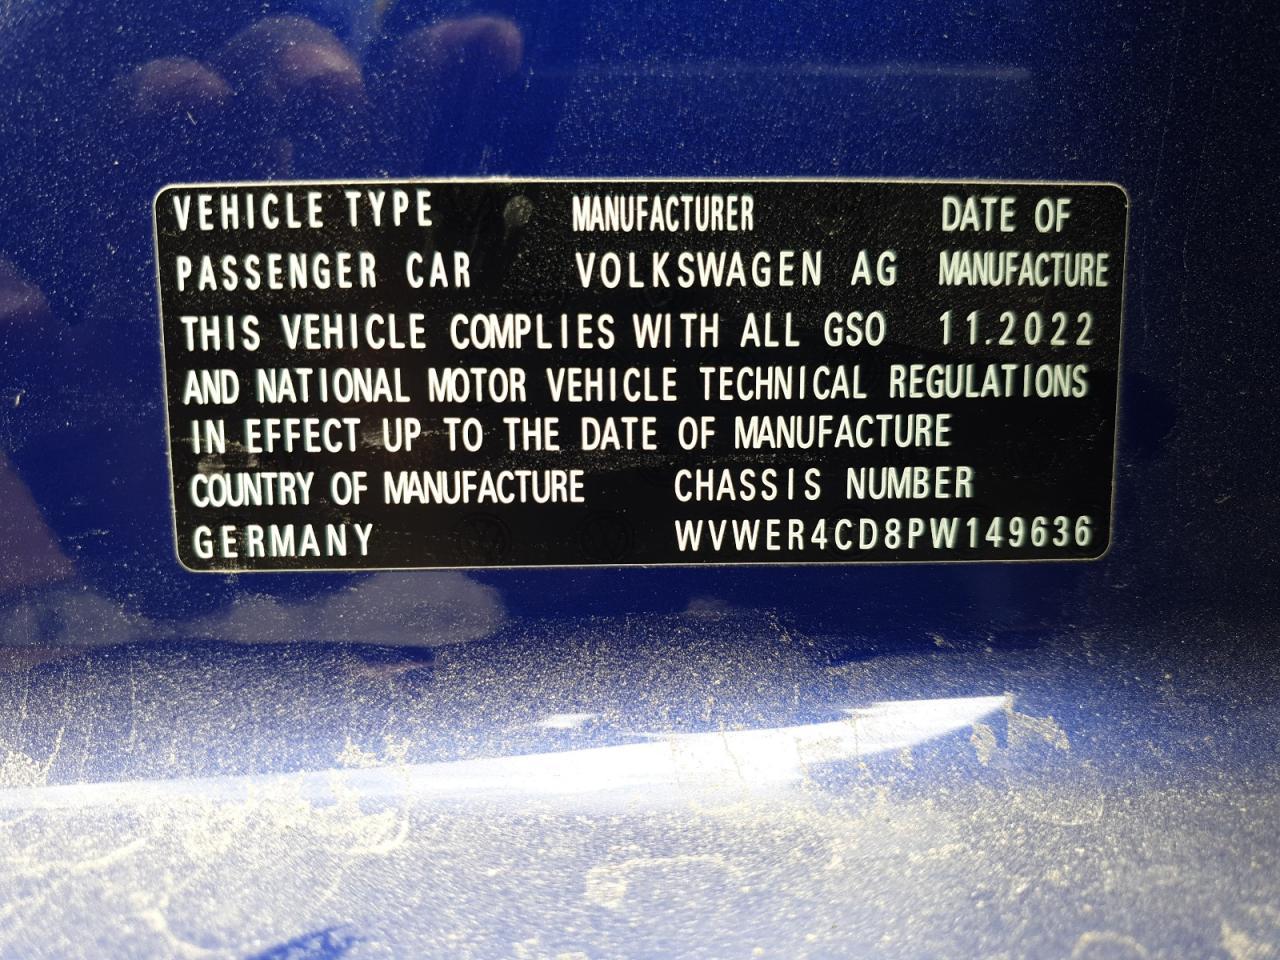 VEHICLE TYPE MANUFACTURER DATE OF
PASSENGER CAR VOLKSWAGEN AG MANUFACTURE
THIS VEHICLE COMPLIES WITH ALL GSO 11.2022
AND NATIONAL MOTOR VEHICLE TECHNICAL REGULATIONS
IN EFFECT UP TO THE DATE OF MANUFACTURE
COUNTRY OF MANUFACTURE CHASSIS NUMBER
GERMANY WVWER4CD8PW149636